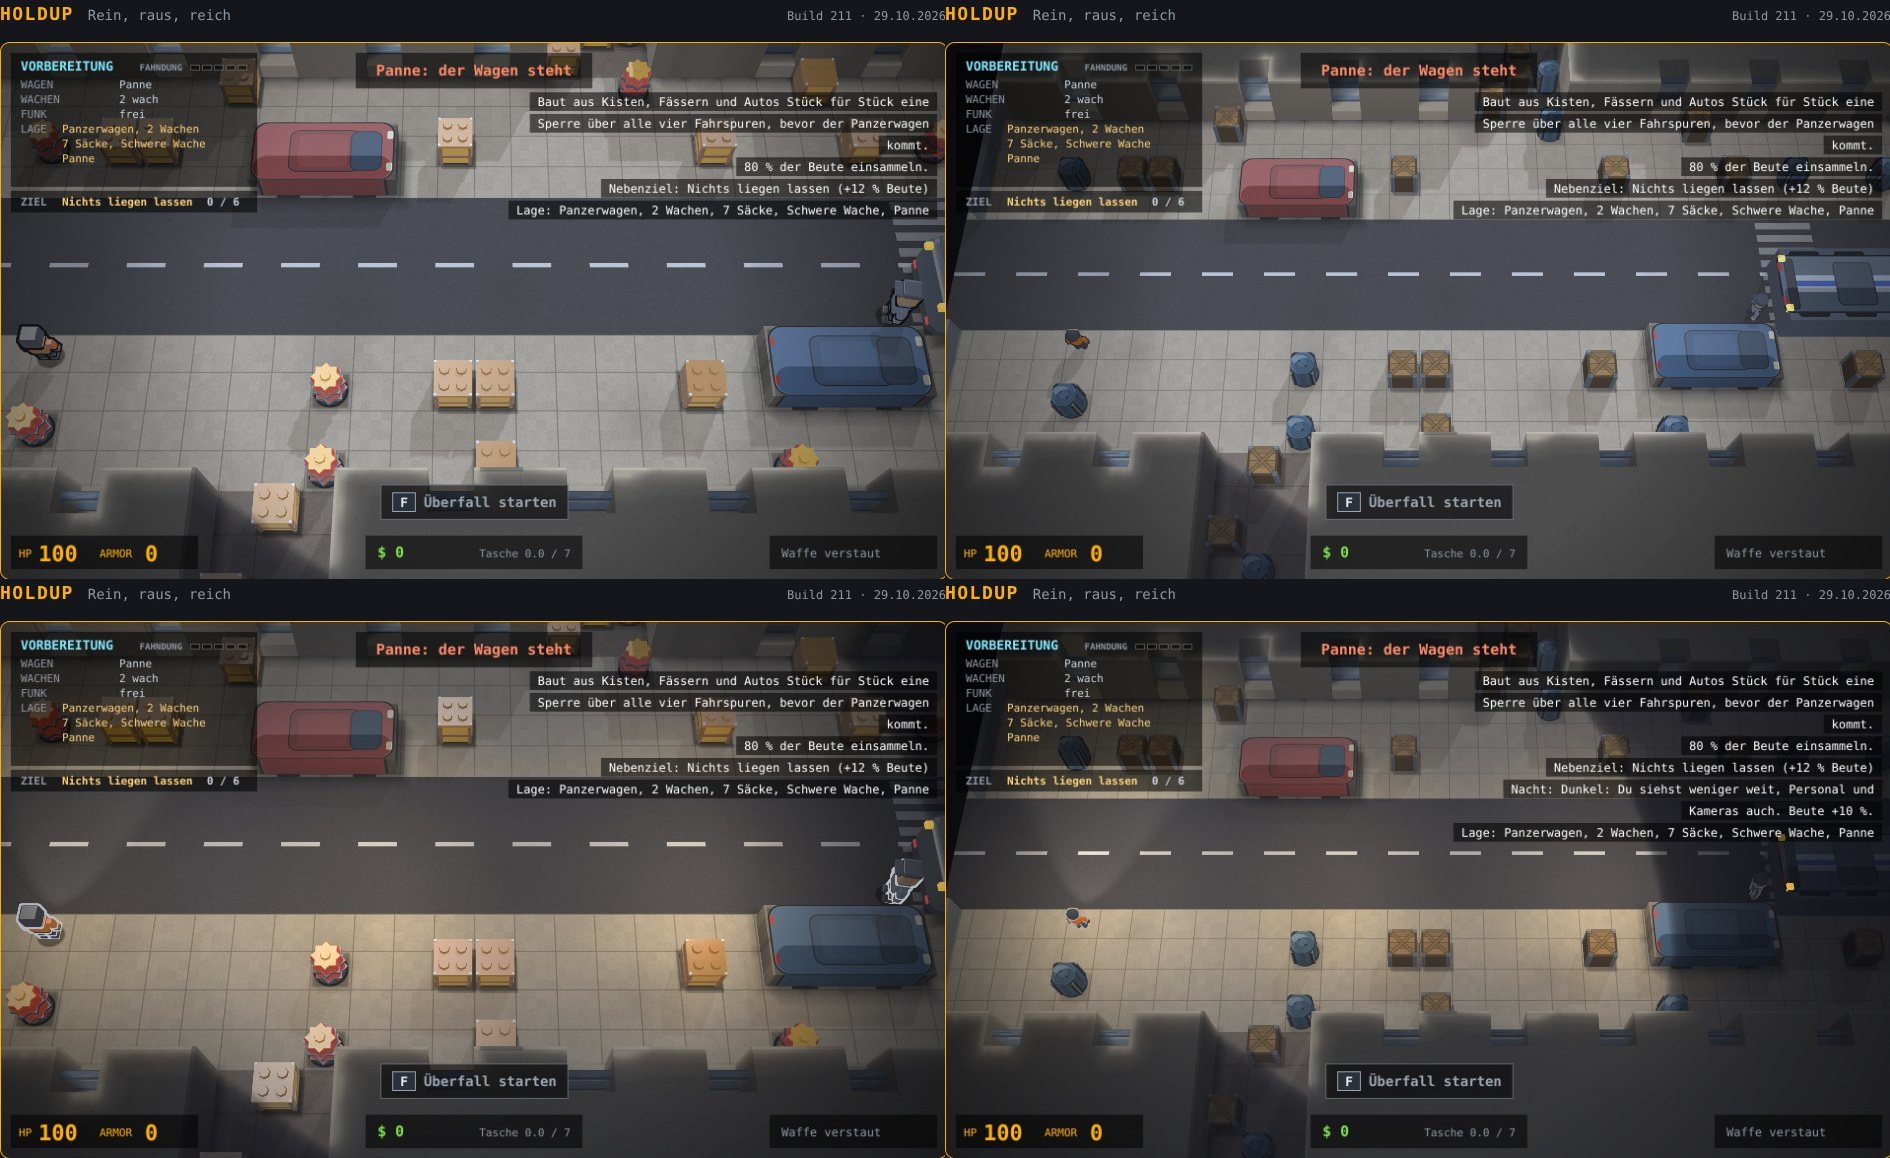 HOLDUP Rein, raus, reich Build 211 · 29.10.2026
VORBEREITUNG FAHNDUNG
WAGEN Panne
WACHEN 2 wach
FUNK frei
LAGE Panzerwagen, 2 Wachen
7 Säcke, Schwere Wache
Panne
ZIEL Nichts liegen lassen 0 / 6
Panne: der Wagen steht
Baut aus Kisten, Fässern und Autos Stück für Stück eine
Sperre über alle vier Fahrspuren, bevor der Panzerwagen
kommt.
80 % der Beute einsammeln.
Nebenziel: Nichts liegen lassen (+12 % Beute)
Lage: Panzerwagen, 2 Wachen, 7 Säcke, Schwere Wache, Panne
F Überfall starten
HP 100 ARMOR 0
$ 0 Tasche 0.0 / 7
Waffe verstaut
HOLDUP Rein, raus, reich Build 211 · 29.10.2026
VORBEREITUNG FAHNDUNG
WAGEN Panne
WACHEN 2 wach
FUNK frei
LAGE Panzerwagen, 2 Wachen
7 Säcke, Schwere Wache
Panne
ZIEL Nichts liegen lassen 0 / 6
Panne: der Wagen steht
Baut aus Kisten, Fässern und Autos Stück für Stück eine
Sperre über alle vier Fahrspuren, bevor der Panzerwagen
kommt.
80 % der Beute einsammeln.
Nebenziel: Nichts liegen lassen (+12 % Beute)
Lage: Panzerwagen, 2 Wachen, 7 Säcke, Schwere Wache, Panne
F Überfall starten
HP 100 ARMOR 0
$ 0 Tasche 0.0 / 7
Waffe verstaut
HOLDUP Rein, raus, reich Build 211 · 29.10.2026
VORBEREITUNG FAHNDUNG
WAGEN Panne
WACHEN 2 wach
FUNK frei
LAGE Panzerwagen, 2 Wachen
7 Säcke, Schwere Wache
Panne
ZIEL Nichts liegen lassen 0 / 6
Panne: der Wagen steht
Baut aus Kisten, Fässern und Autos Stück für Stück eine
Sperre über alle vier Fahrspuren, bevor der Panzerwagen
kommt.
80 % der Beute einsammeln.
Nebenziel: Nichts liegen lassen (+12 % Beute)
Lage: Panzerwagen, 2 Wachen, 7 Säcke, Schwere Wache, Panne
F Überfall starten
HP 100 ARMOR 0
$ 0 Tasche 0.0 / 7
Waffe verstaut
HOLDUP Rein, raus, reich Build 211 · 29.10.2026
VORBEREITUNG FAHNDUNG
WAGEN Panne
WACHEN 2 wach
FUNK frei
LAGE Panzerwagen, 2 Wachen
7 Säcke, Schwere Wache
Panne
ZIEL Nichts liegen lassen 0 / 6
Panne: der Wagen steht
Baut aus Kisten, Fässern und Autos Stück für Stück eine
Sperre über alle vier Fahrspuren, bevor der Panzerwagen
kommt.
80 % der Beute einsammeln.
Nebenziel: Nichts liegen lassen (+12 % Beute)
Nacht: Dunkel: Du siehst weniger weit, Personal und
Kameras auch. Beute +10 %.
Lage: Panzerwagen, 2 Wachen, 7 Säcke, Schwere Wache, Panne
F Überfall starten
HP 100 ARMOR 0
$ 0 Tasche 0.0 / 7
Waffe verstaut